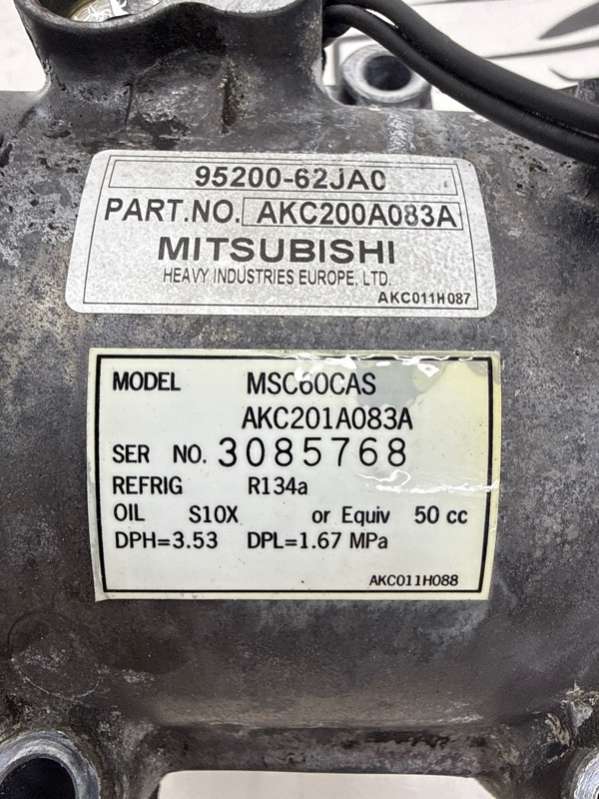 95200-62JA0
PART.NO. AKC200A083A
MITSUBISHI
HEAVY INDUSTRIES EUROPE, LTD.
AKC011H087
MODEL MSC60CAS
AKC201A083A
SER NO. 3085768
REFRIG R134a
OIL S10X or Equiv 50 cc
DPH=3.53 DPL=1.67 MPa
AKC011H088